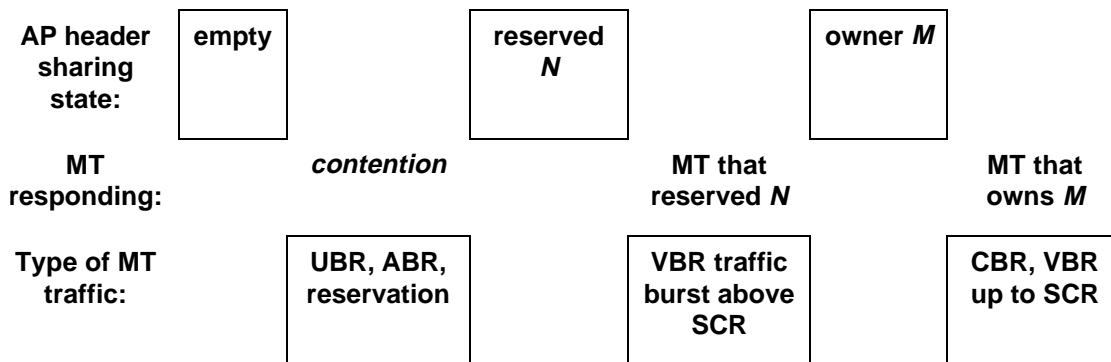 AP header sharing state:
empty
reserved N
owner M
MT responding:
contention
MT that reserved N
MT that owns M
Type of MT traffic:
UBR, ABR, reservation
VBR traffic burst above SCR
CBR, VBR up to SCR